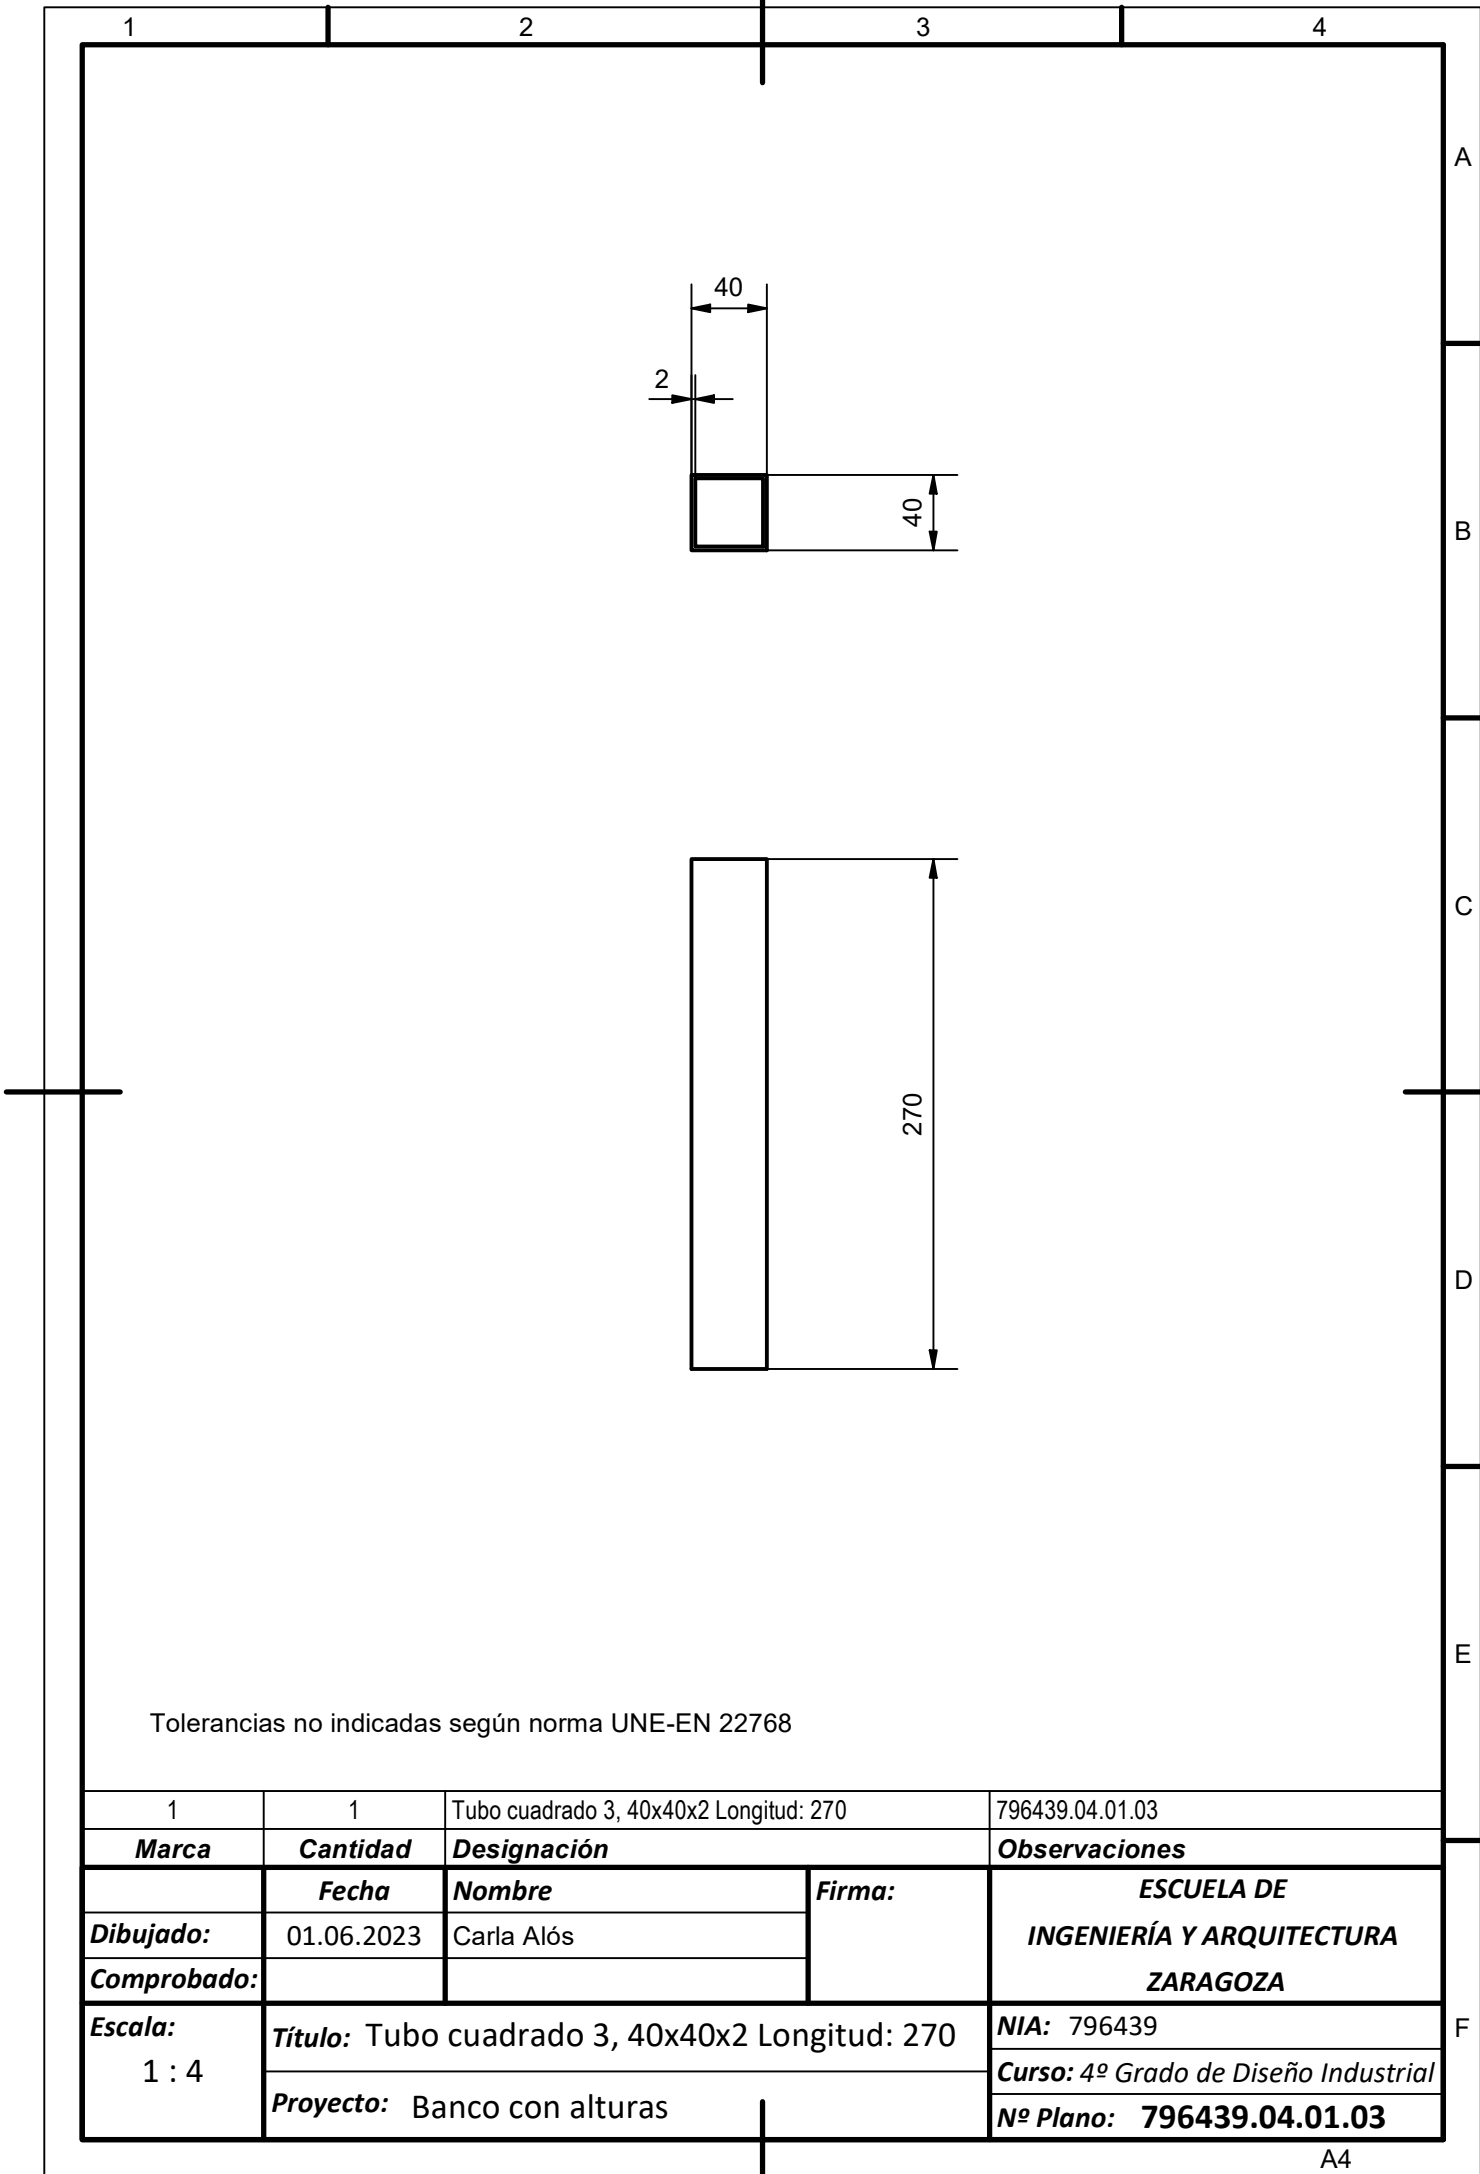 1 2 3 4
A
40
2
40
B
C
270
D
E
Tolerancias no indicadas según norma UNE-EN 22768
1 1 Tubo cuadrado 3, 40x40x2 Longitud: 270 796439.04.01.03
Marca Cantidad Designación Observaciones
Fecha Nombre Firma: ESCUELA DE
Dibujado: 01.06.2023 Carla Alós INGENIERÍA Y ARQUITECTURA
Comprobado: ZARAGOZA
Escala: Título: Tubo cuadrado 3, 40x40x2 Longitud: 270 NIA: 796439 F
1 : 4 Curso: 4º Grado de Diseño Industrial
Proyecto: Banco con alturas Nº Plano: 796439.04.01.03
A4